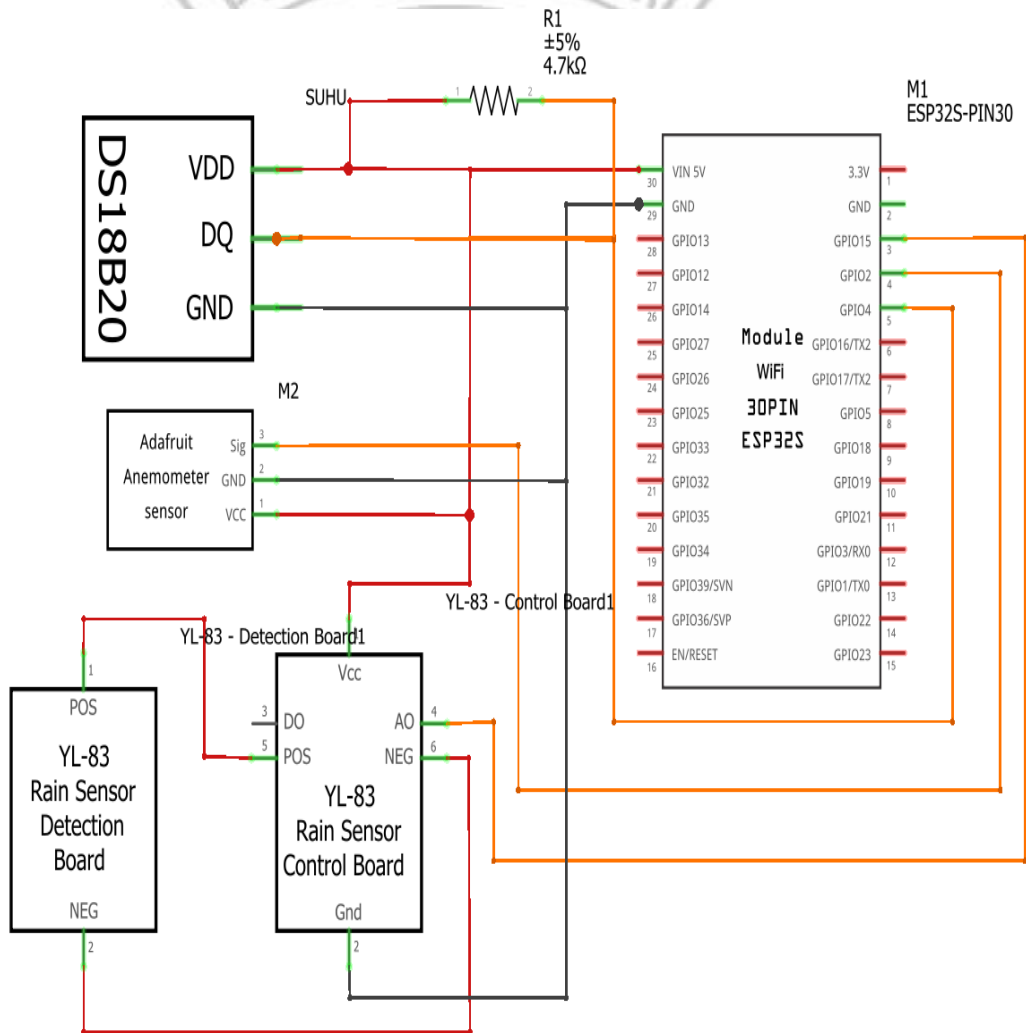 R1
±5%
4.7kΩ
SUHU
1
2
M1
ESP32S-PIN30
DS18B20
VDD
DQ
GND
VIN 5V
30
GND
29
GPIO13
28
GPIO12
27
GPIO14
26
GPIO27
25
GPIO26
24
GPIO25
23
GPIO33
22
GPIO32
21
GPIO35
20
GPIO34
19
GPIO39/SVN
18
GPIO36/SVP
17
EN/RESET
16
Module
WiFi
30PIN
ESP32S
3.3V
1
GND
2
GPIO15
3
GPIO2
4
GPIO4
5
GPIO16/TX2
6
GPIO17/TX2
7
GPIO5
8
GPIO18
9
GPIO19
10
GPIO21
11
GPIO3/RX0
12
GPIO1/TX0
13
GPIO22
14
GPIO23
15
M2
Adafruit
Anemometer
sensor
Sig
3
GND
2
VCC
1
YL-83 - Control Board1
YL-83 - Detection Board1
1
POS
YL-83
Rain Sensor
Detection
Board
NEG
2
Vcc
3
DO
5
POS
AO
4
NEG
6
YL-83
Rain Sensor
Control Board
Gnd
2